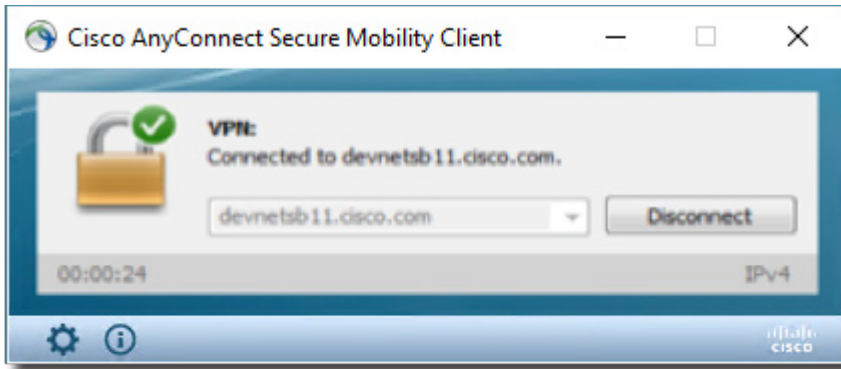 Cisco AnyConnect Secure Mobility Client
VPN:
Connected to devnetsb11.cisco.com.
devnetsb11.cisco.com
Disconnect
00:00:24
IPv4
CISCO